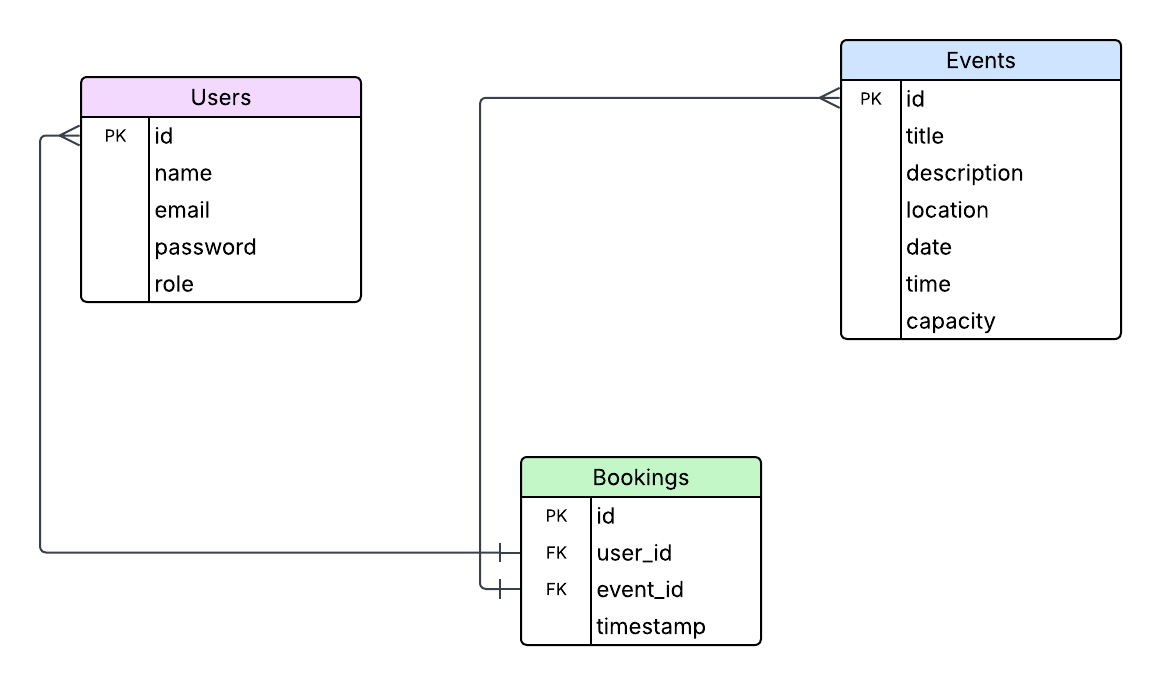 Users
PK id
name
email
password
role
Events
PK id
title
description
location
date
time
capacity
Bookings
PK id
FK user_id
FK event_id
timestamp